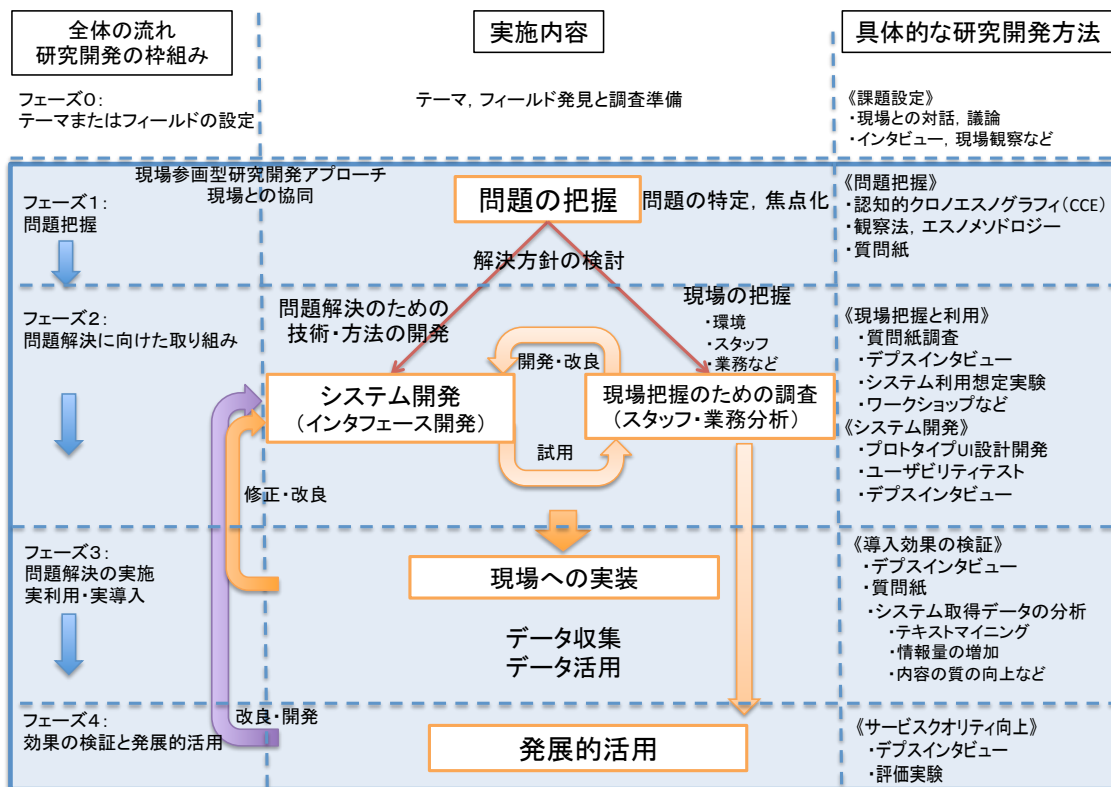 全体の流れ
研究開発の枠組み
実施内容
具体的な研究開発方法
フェーズ0：
テーマまたはフィールドの設定
テーマ，フィールド発見と調査準備
《課題設定》
・現場との対話，議論
・インタビュー，現場観察など
現場参画型研究開発アプローチ
現場との協同
フェーズ1：
問題把握
問題の把握
問題の特定，焦点化
解決方針の検討
《問題把握》
・認知的クロノエスノグラフィ（CCE）
・観察法，エスノメソドロジー
・質問紙
フェーズ2：
問題解決に向けた取り組み
問題解決のための
技術・方法の開発
現場の把握
・環境
・スタッフ
・業務など
開発・改良
システム開発
（インタフェース開発）
現場把握のための調査
（スタッフ・業務分析）
試用
修正・改良
《現場把握と利用》
・質問紙調査
・デプスインタビュー
・システム利用想定実験
・ワークショップなど
《システム開発》
・プロトタイプUI設計開発
・ユーザビリティテスト
・デプスインタビュー
フェーズ3：
問題解決の実施
実利用・実導入
現場への実装
データ収集
データ活用
《導入効果の検証》
・デプスインタビュー
・質問紙
・システム取得データの分析
・テキストマイニング
・情報量の増加
・内容の質の向上など
フェーズ4：
効果の検証と発展的活用
改良・開発
発展的活用
《サービスクオリティ向上》
・デプスインタビュー
・評価実験